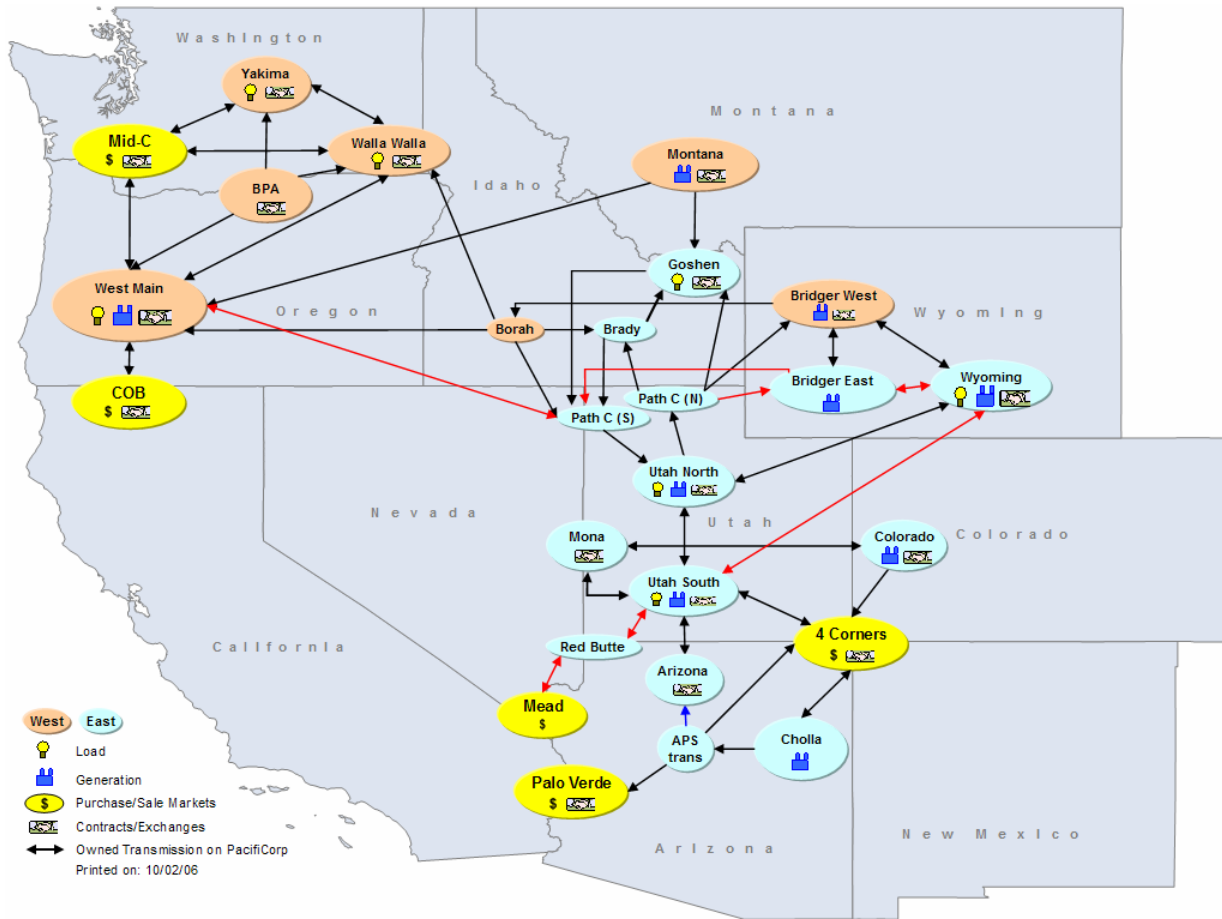 Washington
Yakima
Montana
Mid-C
$
Walla Walla
Montana
BPA
Idaho
Goshen
West Main
Oregon
Bridger West
Wyoming
Borah
Brady
COB
$
Bridger East
Wyoming
Path C (N)
Path C (S)
Utah North
Nevada
Utah
Mona
Colorado
Colorado
Utah South
4 Corners
$
California
Red Butte
Arizona
Mead
$
West
East
APS
trans
Cholla
Load
Generation
Palo Verde
$
$
Purchase/Sale Markets
Contracts/Exchanges
New Mexico
Owned Transmission on PacifiCorp
Arizona
Printed on: 10/02/06